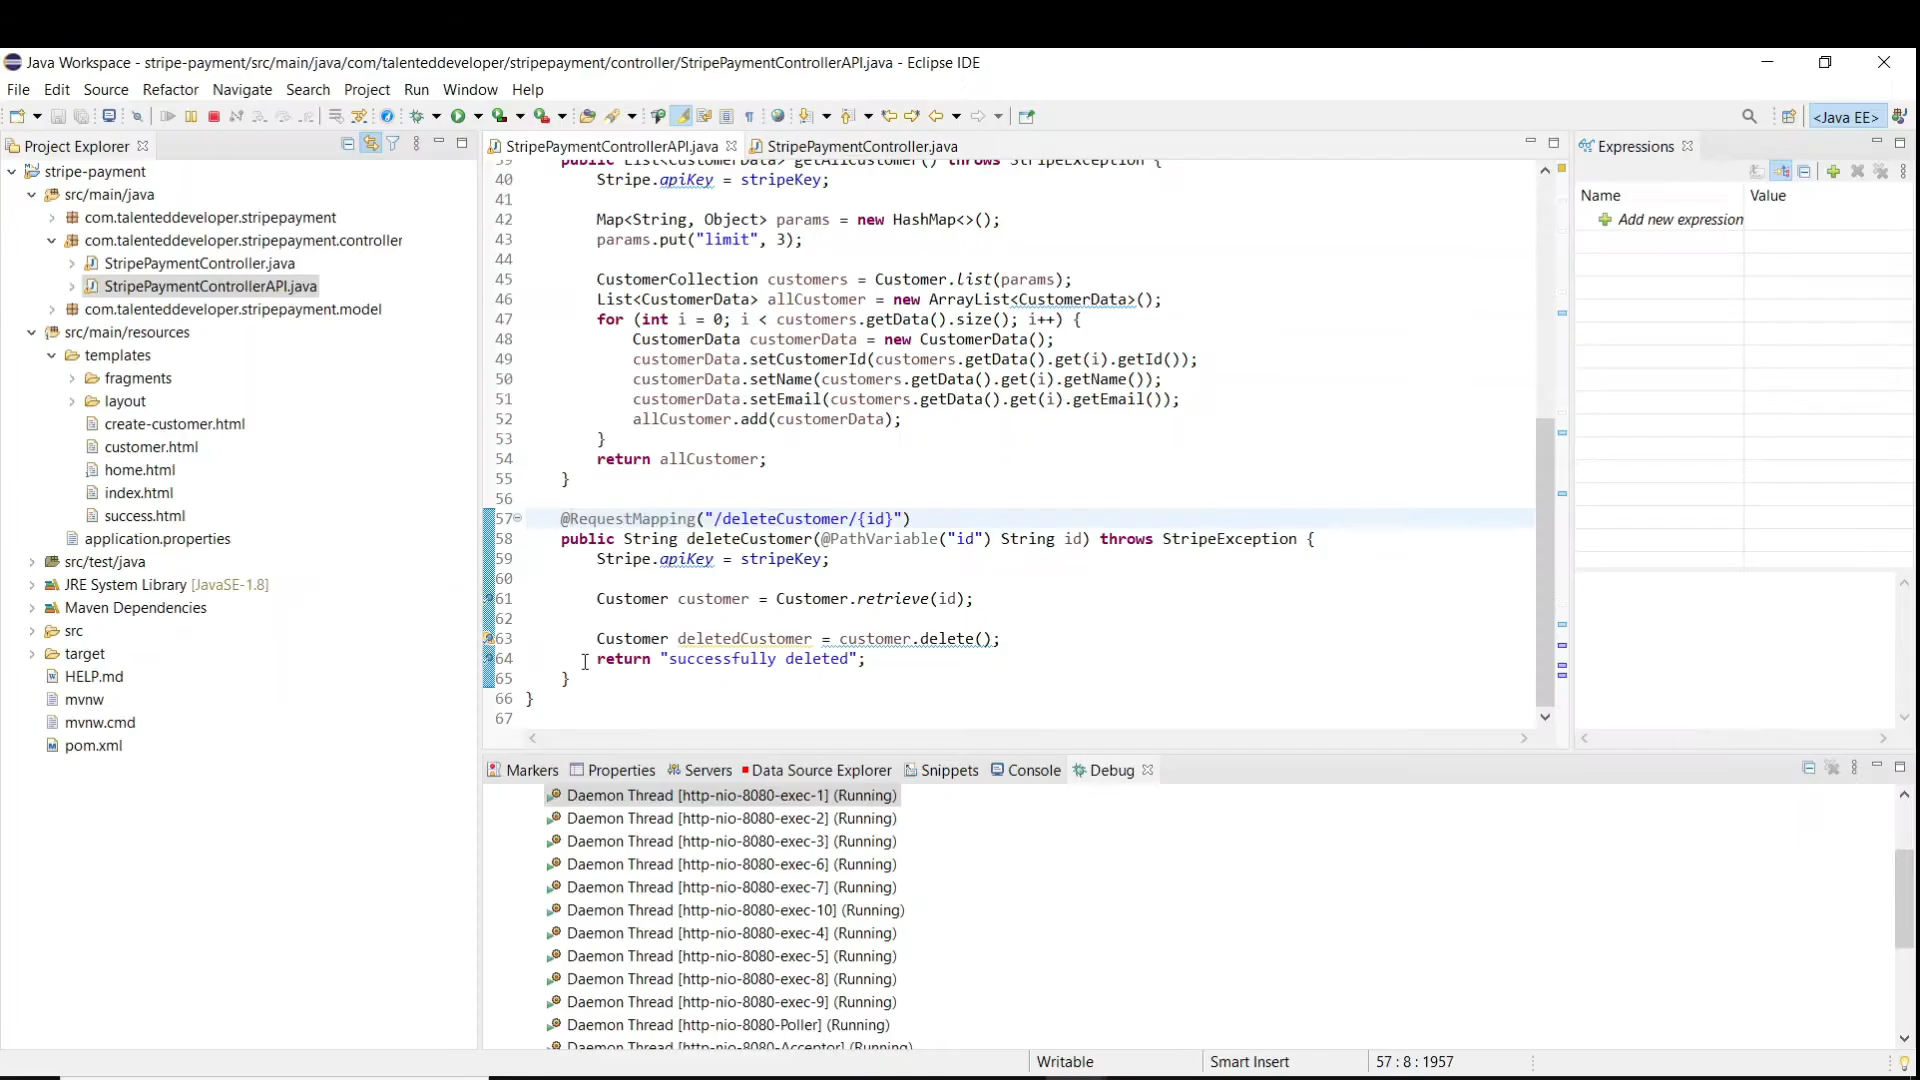 Java Workspace - stripe-payment/src/main/java/com/talenteddeveloper/stripepayment/controller/StripePaymentControllerAPI.java - Eclipse IDE
File Edit Source Refactor Navigate Search Project Run Window Help
<Java EE>
Project Explorer
stripe-payment
src/main/java
com.talenteddeveloper.stripepayment
com.talenteddeveloper.stripepayment.controller
StripePaymentController.java
StripePaymentControllerAPI.java
com.talenteddeveloper.stripepayment.model
src/main/resources
templates
fragments
layout
create-customer.html
customer.html
home.html
index.html
success.html
application.properties
src/test/java
JRE System Library [JavaSE-1.8]
Maven Dependencies
src
target
HELP.md
mvnw
mvnw.cmd
pom.xml
StripePaymentControllerAPI.java StripePaymentController.java
39 public List<CustomerData> getAllCustomer() throws StripeException {
40 Stripe.apiKey = stripeKey;
41
42 Map<String, Object> params = new HashMap<>();
43 params.put("limit", 3);
44
45 CustomerCollection customers = Customer.list(params);
46 List<CustomerData> allCustomer = new ArrayList<CustomerData>();
47 for (int i = 0; i < customers.getData().size(); i++) {
48 CustomerData customerData = new CustomerData();
49 customerData.setCustomerId(customers.getData().get(i).getId());
50 customerData.setName(customers.getData().get(i).getName());
51 customerData.setEmail(customers.getData().get(i).getEmail());
52 allCustomer.add(customerData);
53 }
54 return allCustomer;
55 }
56
57 @RequestMapping("/deleteCustomer/{id}")
58 public String deleteCustomer(@PathVariable("id") String id) throws StripeException {
59 Stripe.apiKey = stripeKey;
60
61 Customer customer = Customer.retrieve(id);
62
63 Customer deletedCustomer = customer.delete();
64 return "successfully deleted";
65 }
66 }
67
Expressions
Name Value
Add new expression
Markers Properties Servers Data Source Explorer Snippets Console Debug
Daemon Thread [http-nio-8080-exec-1] (Running)
Daemon Thread [http-nio-8080-exec-2] (Running)
Daemon Thread [http-nio-8080-exec-3] (Running)
Daemon Thread [http-nio-8080-exec-6] (Running)
Daemon Thread [http-nio-8080-exec-7] (Running)
Daemon Thread [http-nio-8080-exec-10] (Running)
Daemon Thread [http-nio-8080-exec-4] (Running)
Daemon Thread [http-nio-8080-exec-5] (Running)
Daemon Thread [http-nio-8080-exec-8] (Running)
Daemon Thread [http-nio-8080-exec-9] (Running)
Daemon Thread [http-nio-8080-Poller] (Running)
Daemon Thread [http-nio-8080-Acceptor] (Running)
Writable Smart Insert 57 : 8 : 1957